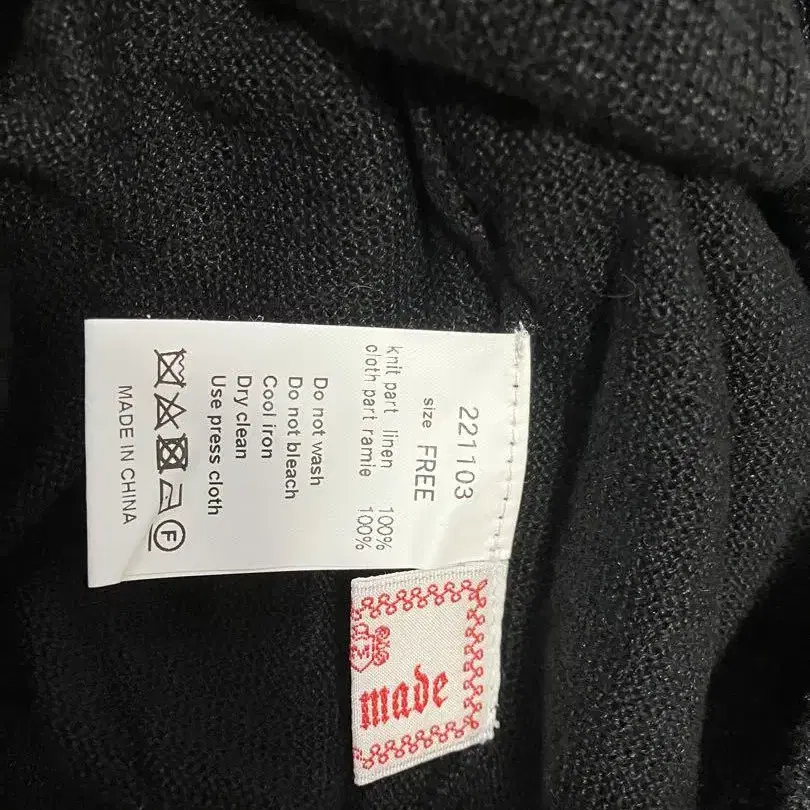 221103
size FREE
knit part linen 100%
cloth part ramie 100%
Do not wash
Do not bleach
Cool iron
Dry clean
Use press cloth
F
MADE IN CHINA
made